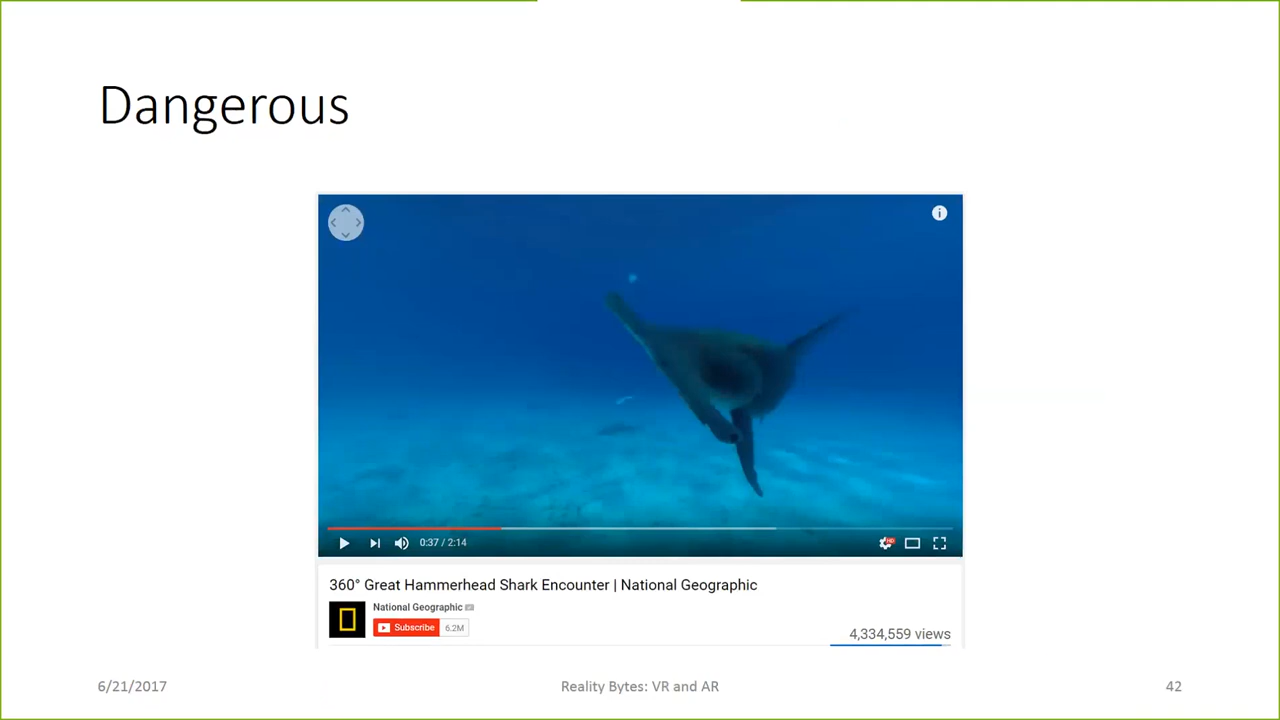 Dangerous
0:37 / 2:14
HD
360° Great Hammerhead Shark Encounter | National Geographic
National Geographic
Subscribe 6.2M
4,334,559 views
6/21/2017 Reality Bytes: VR and AR 42